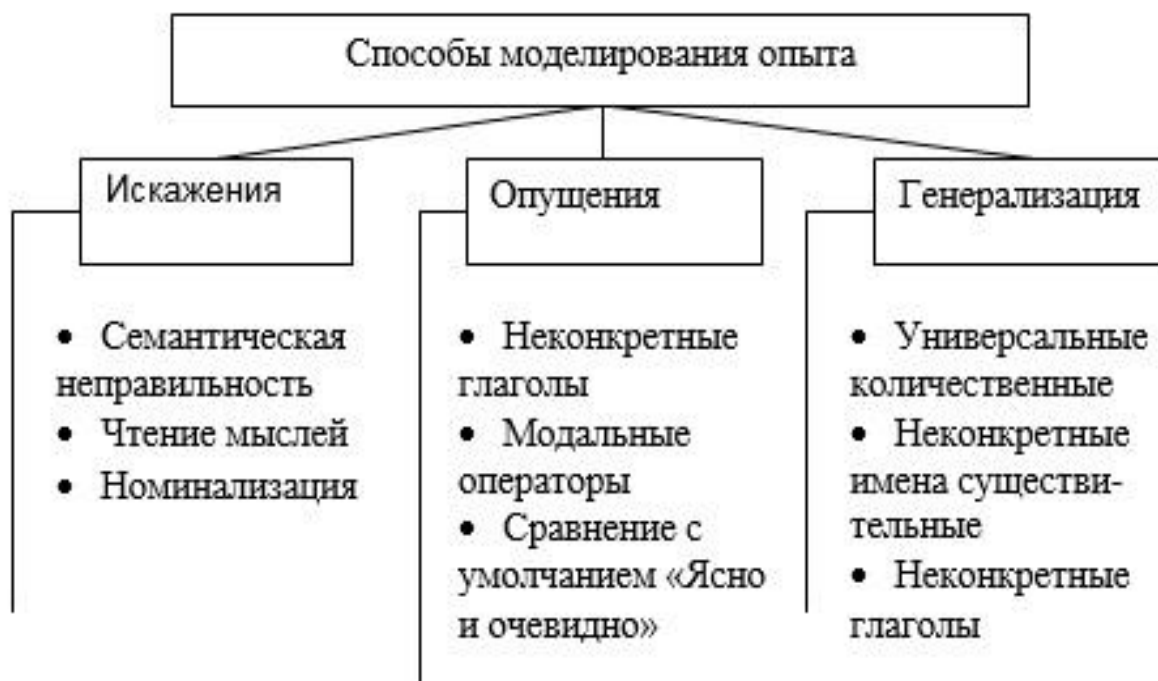 Способы моделирования опыта
Искажения
• Семантическая
неправильность
• Чтение мыслей
• Номинализация
Опущения
• Неконкретные
глаголы
• Модальные
операторы
• Сравнение с
умолчанием «Ясно
и очевидно»
Генерализация
• Универсальные
количественные
• Неконкретные
имена существи-
тельные
• Неконкретные
глаголы